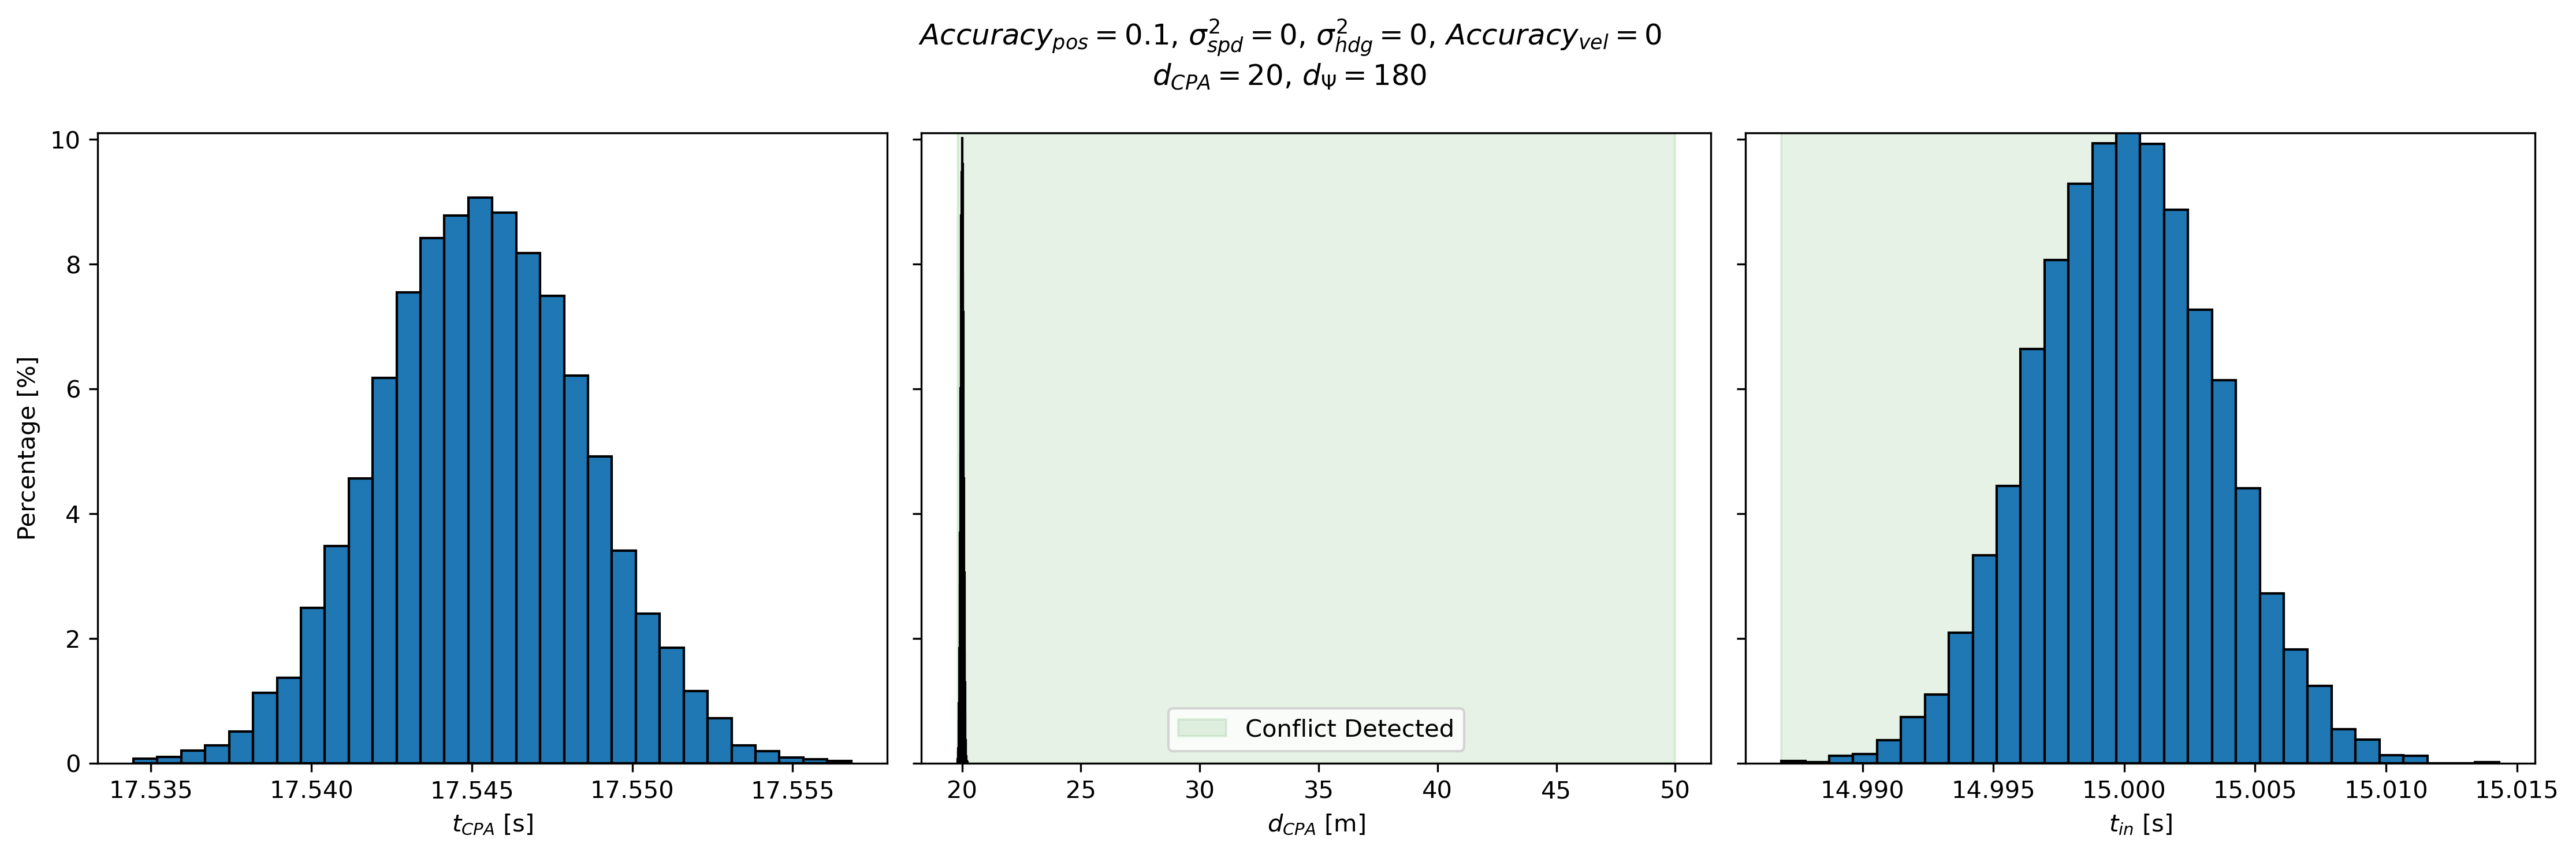 Accuracy_pos = 0.1, σ²_spd = 0, σ²_hdg = 0, Accuracy_vel = 0
d_CPA = 20, d_Ψ = 180
Percentage [%]
10
8
6
4
2
0
17.535 17.540 17.545 17.550 17.555
t_CPA [s]
Conflict Detected
20 25 30 35 40 45 50
d_CPA [m]
14.990 14.995 15.000 15.005 15.010 15.015
t_in [s]